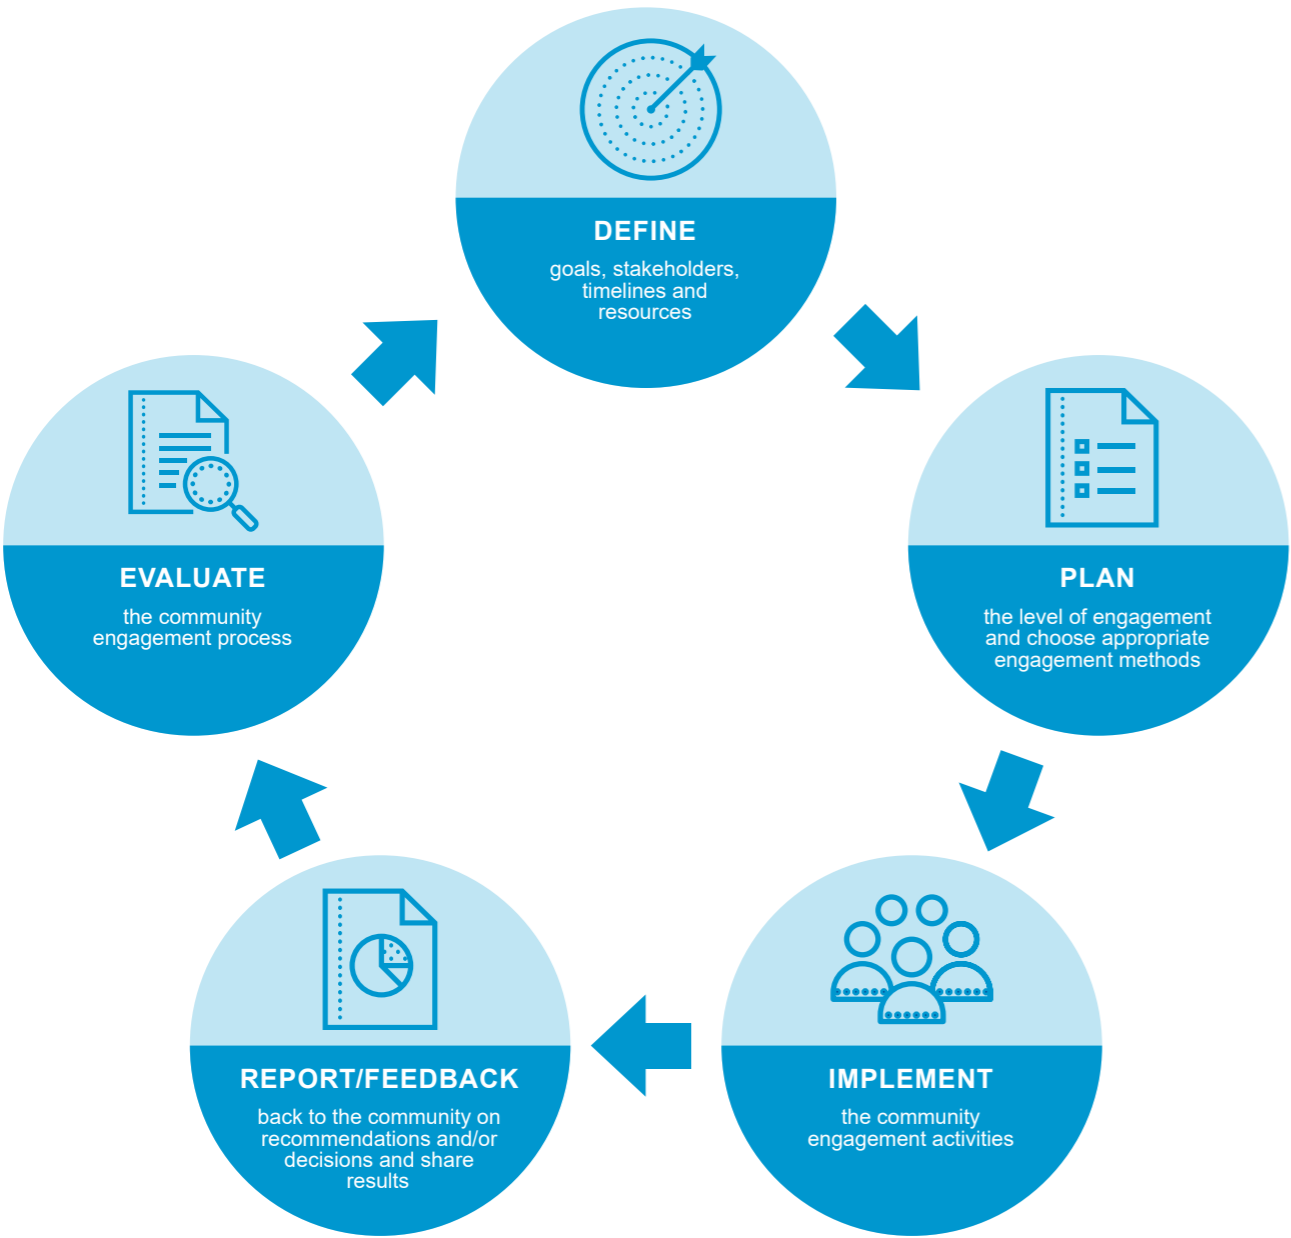 DEFINE
goals, stakeholders,
timelines and
resources
PLAN
the level of engagement
and choose appropriate
engagement methods
IMPLEMENT
the community
engagement activities
REPORT/FEEDBACK
back to the community on
recommendations and/or
decisions and share
results
EVALUATE
the community
engagement process